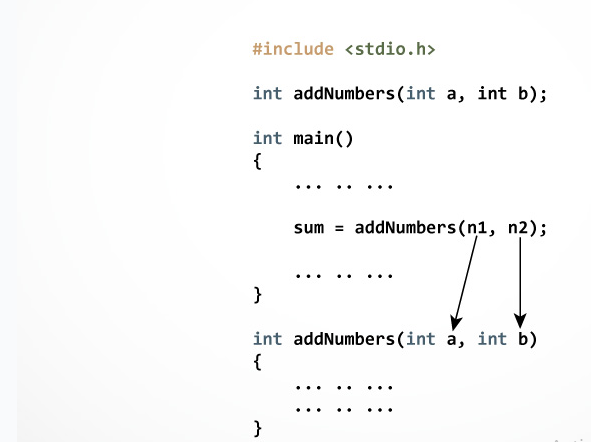 #include <stdio.h>
int addNumbers(int a, int b);
int main()
{
... .. ...
sum = addNumbers(n1, n2);
... .. ...
}
int addNumbers(int a, int b)
{
... .. ...
... .. ...
}